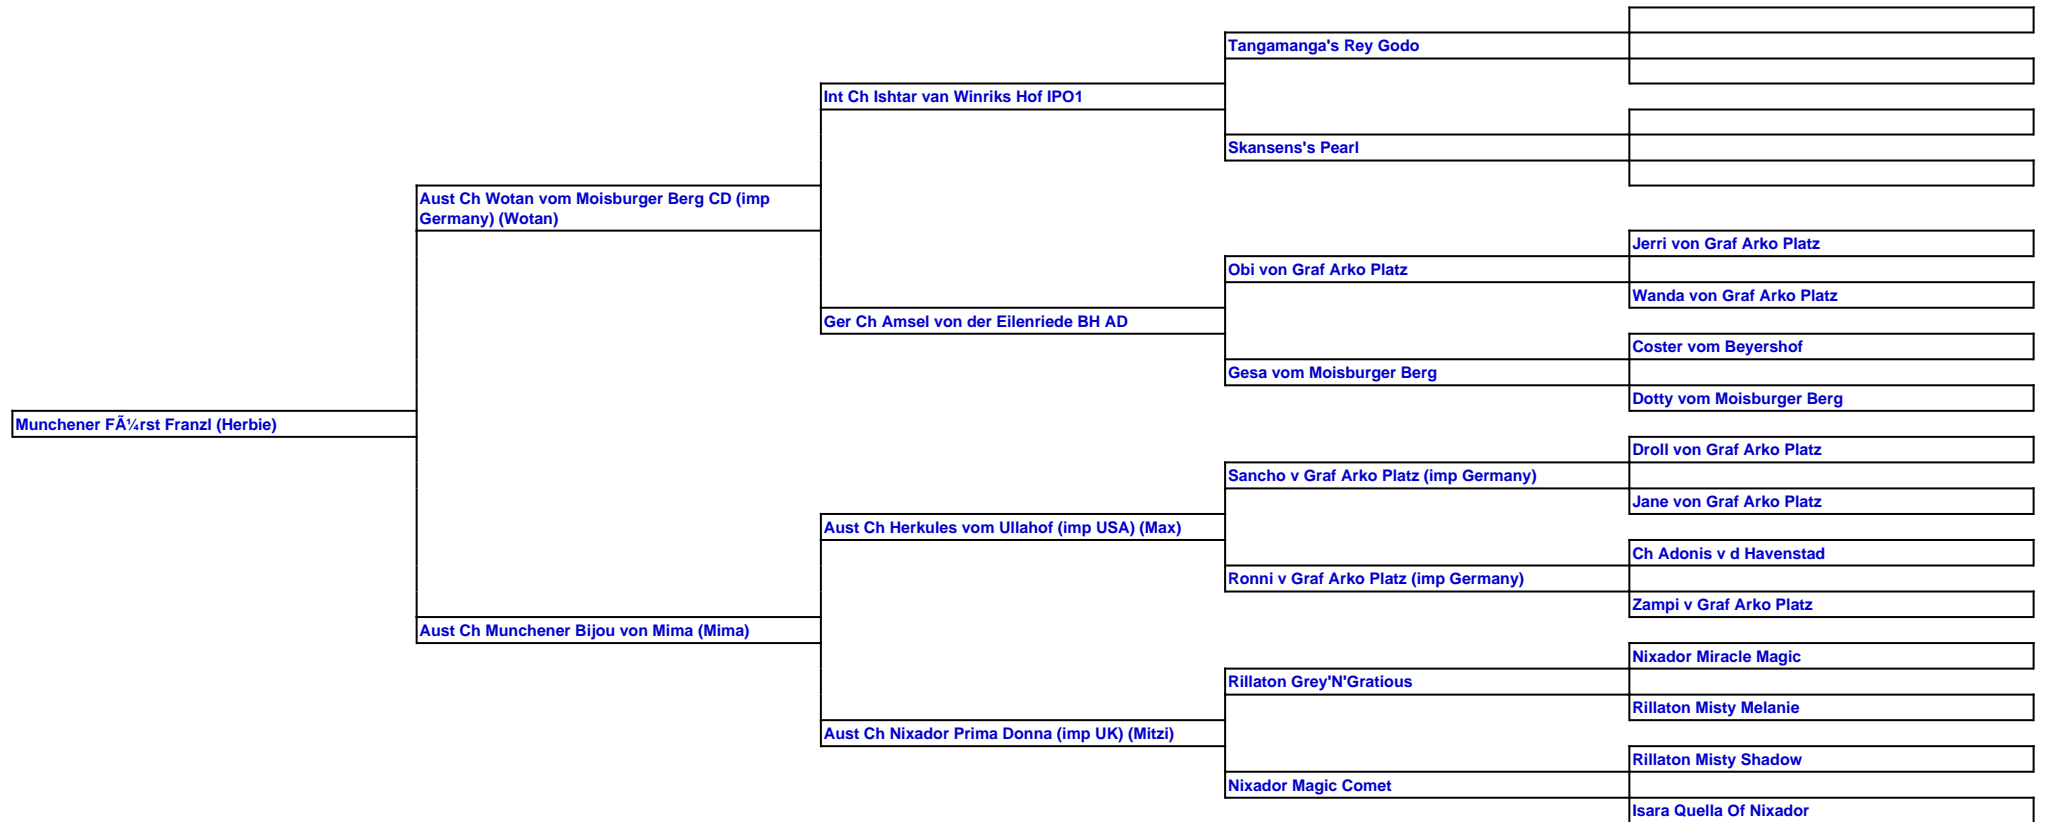 Tangamanga's Rey Godo
Int Ch Ishtar van Winriks Hof IPO1
Skansens's Pearl
Aust Ch Wotan vom Moisburger Berg CD (imp
Germany) (Wotan)
Jerri von Graf Arko Platz
Obi von Graf Arko Platz
Wanda von Graf Arko Platz
Ger Ch Amsel von der Eilenriede BH AD
Coster vom Beyershof
Gesa vom Moisburger Berg
Dotty vom Moisburger Berg
Munchener FÃ¼rst Franzl (Herbie)
Droll von Graf Arko Platz
Sancho v Graf Arko Platz (imp Germany)
Jane von Graf Arko Platz
Aust Ch Herkules vom Ullahof (imp USA) (Max)
Ch Adonis v d Havenstad
Ronni v Graf Arko Platz (imp Germany)
Zampi v Graf Arko Platz
Aust Ch Munchener Bijou von Mima (Mima)
Nixador Miracle Magic
Rillaton Grey'N'Gratious
Rillaton Misty Melanie
Aust Ch Nixador Prima Donna (imp UK) (Mitzi)
Rillaton Misty Shadow
Nixador Magic Comet
Isara Quella Of Nixador